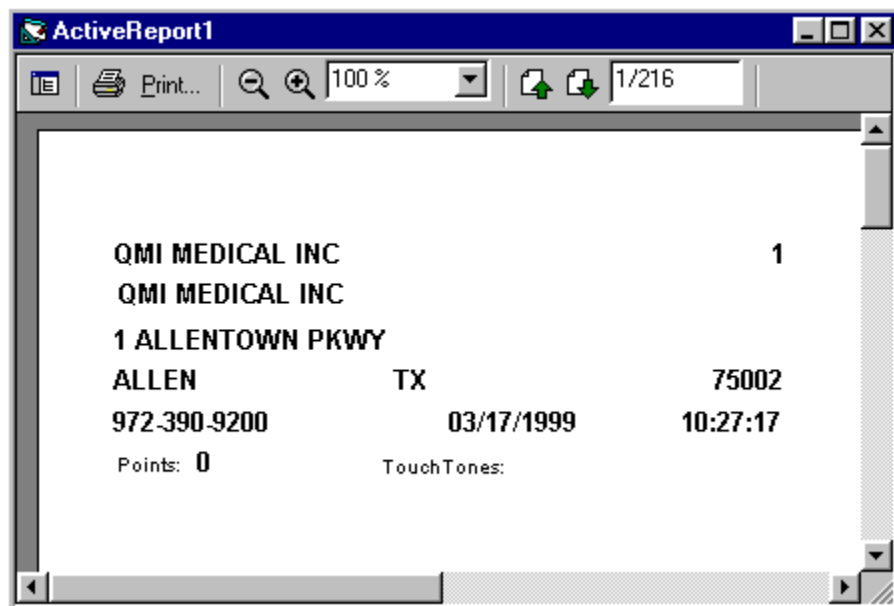 ActiveReport1
Print... 100 % 1/216
QMI MEDICAL INC 1
QMI MEDICAL INC
1 ALLENTOWN PKWY
ALLEN TX 75002
972-390-9200 03/17/1999 10:27:17
Points: 0 TouchTones: